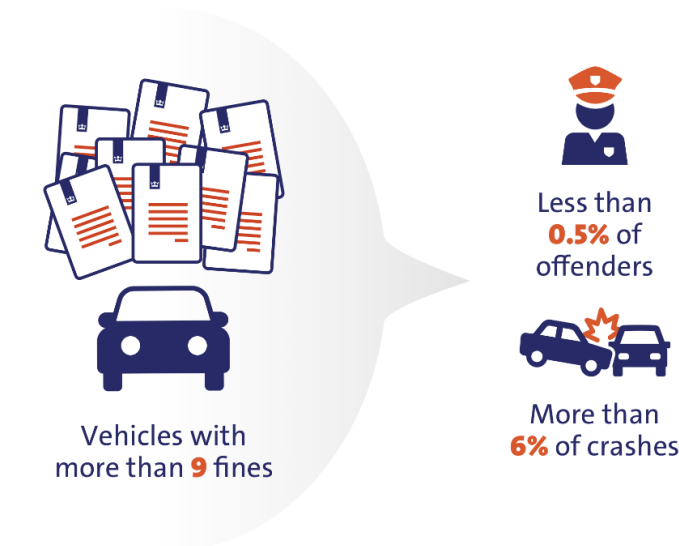 Vehicles with
more than 9 fines
Less than
0.5% of
offenders
More than
6% of crashes